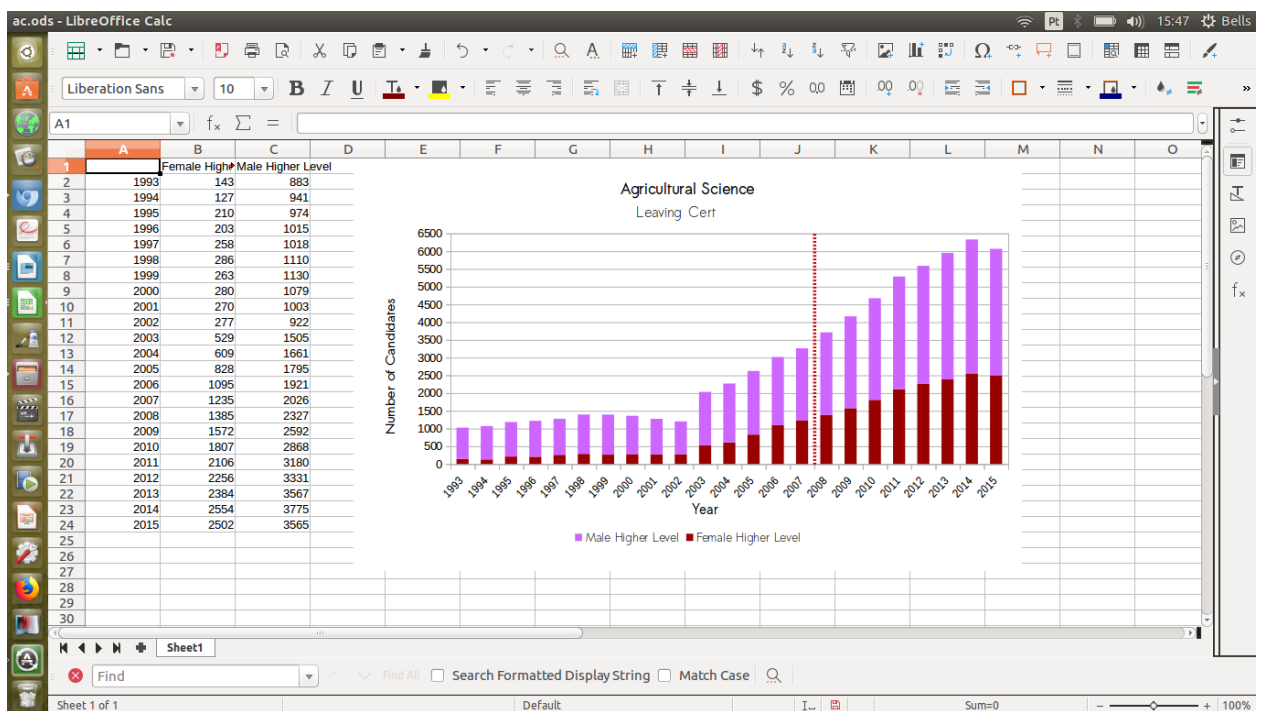 ac.ods - LibreOffice Calc
Pt 15:47 Bells
Liberation Sans 10 B I U $ % 0.0 .00 .00 »
A1 fx Σ =
A B C D E F G H I J K L M N O
1 Female Highe Male Higher Level
2 1993 143 883
3 1994 127 941
4 1995 210 974
5 1996 203 1015
6 1997 258 1018
7 1998 286 1110
8 1999 263 1130
9 2000 280 1079
10 2001 270 1003
11 2002 277 922
12 2003 529 1505
13 2004 609 1661
14 2005 828 1795
15 2006 1095 1921
16 2007 1235 2026
17 2008 1385 2327
18 2009 1572 2592
19 2010 1807 2868
20 2011 2106 3180
21 2012 2256 3331
22 2013 2384 3567
23 2014 2554 3775
24 2015 2502 3565
25
26
27
28
29
30
Agricultural Science
Leaving Cert
Number of Candidates
6500
6000
5500
5000
4500
4000
3500
3000
2500
2000
1500
1000
500
0
1993 1994 1995 1996 1997 1998 1999 2000 2001 2002 2003 2004 2005 2006 2007 2008 2009 2010 2011 2012 2013 2014 2015
Year
Male Higher Level Female Higher Level
Sheet1
Find Find All Search Formatted Display String Match Case
Sheet 1 of 1 Default Sum=0 - + 100%